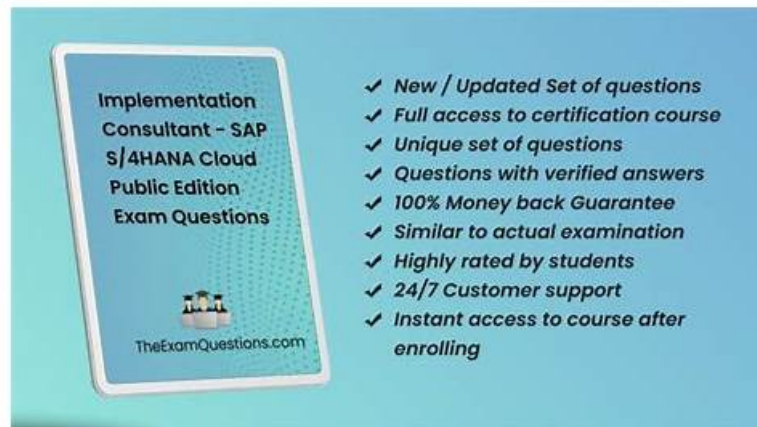 Implementation
Consultant - SAP
S/4HANA Cloud
Public Edition
Exam Questions
TheExamQuestions.com
✓ New / Updated Set of questions
✓ Full access to certification course
✓ Unique set of questions
✓ Questions with verified answers
✓ 100% Money back Guarantee
✓ Similar to actual examination
✓ Highly rated by students
✓ 24/7 Customer support
✓ Instant access to course after
enrolling